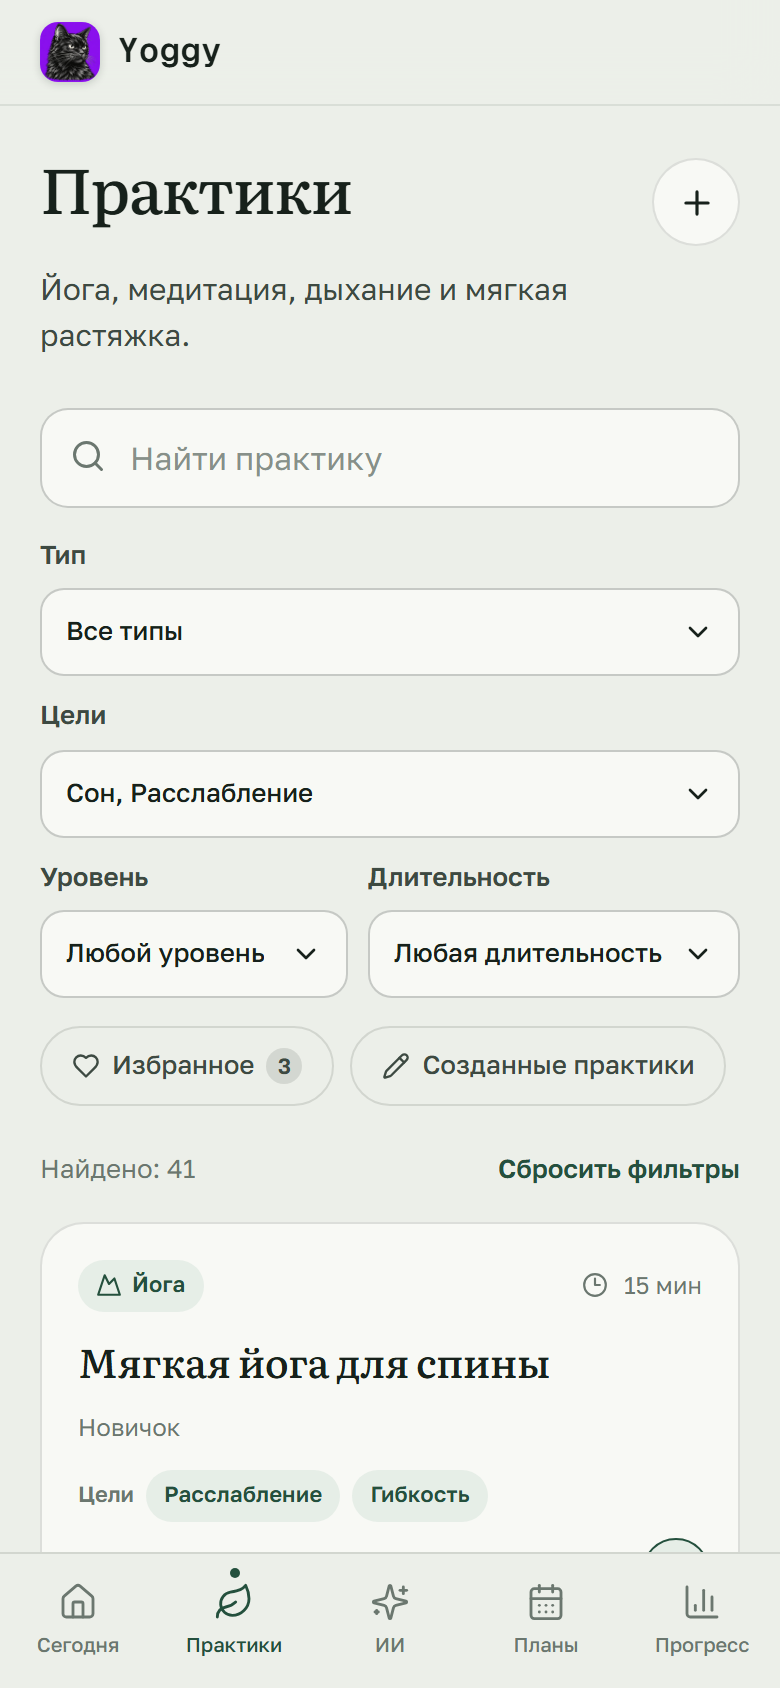 Yoggy
Практики
Йога, медитация, дыхание и мягкая
растяжка.
Найти практику
Тип
Все типы
Цели
Сон, Расслабление
Уровень
Длительность
Любой уровень
Любая длительность
Избранное 3
Созданные практики
Найдено: 41
Сбросить фильтры
Йога
15 мин
Мягкая йога для спины
Новичок
Цели Расслабление Гибкость
Сегодня
Практики
ИИ
Планы
Прогресс